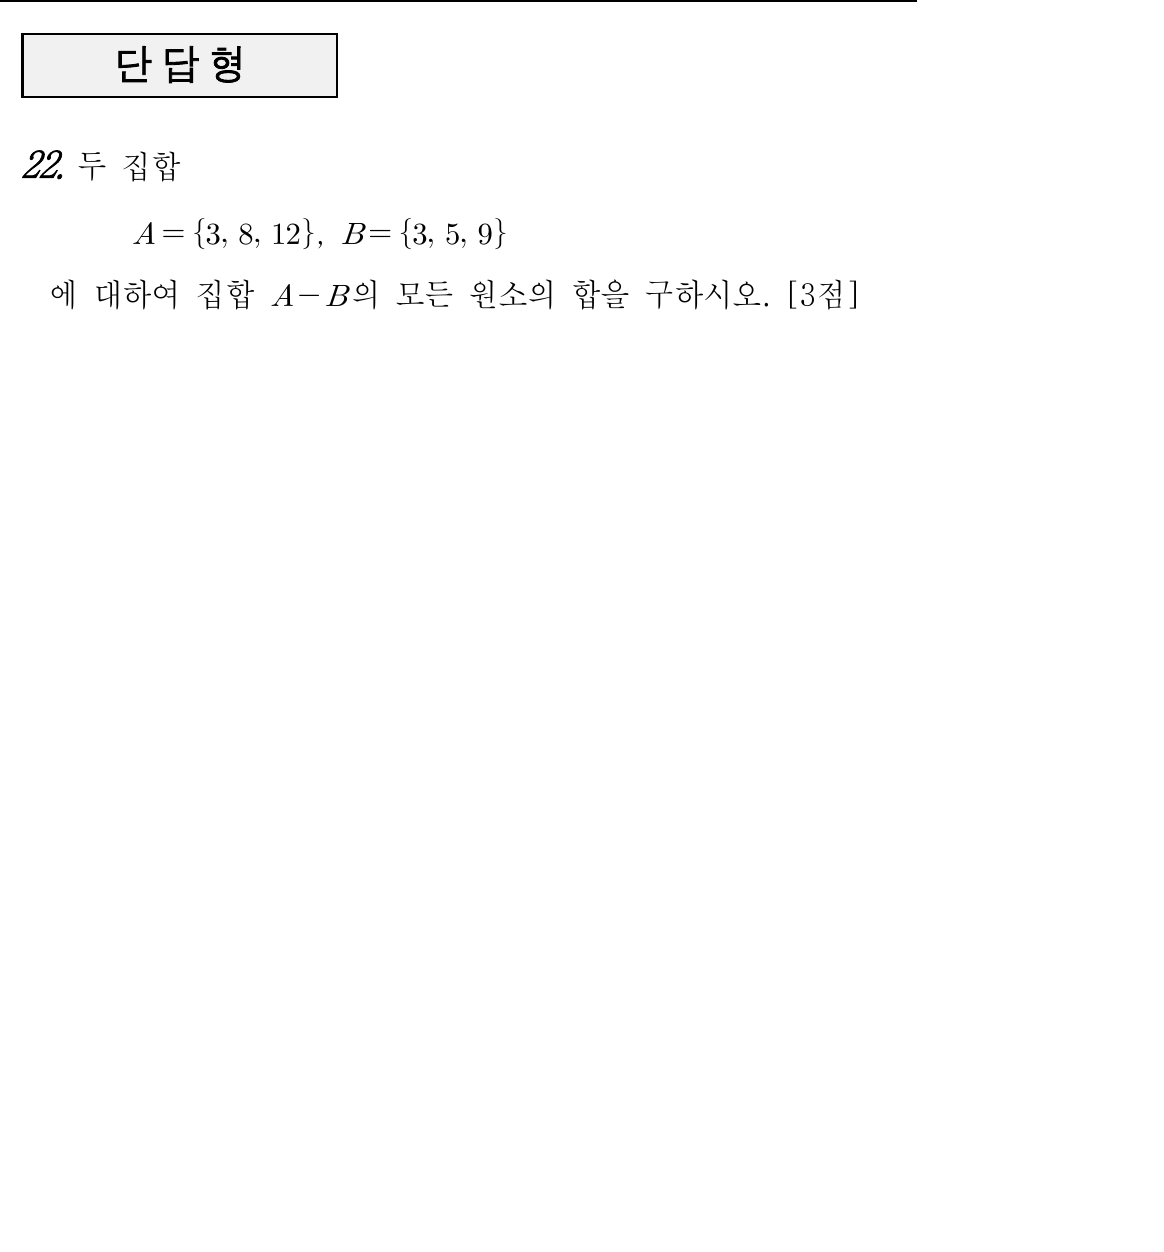 단 답 형
22. 두 집합
A = {3, 8, 12}, B = {3, 5, 9}
에 대하여 집합 A−B의 모든 원소의 합을 구하시오. [3점]